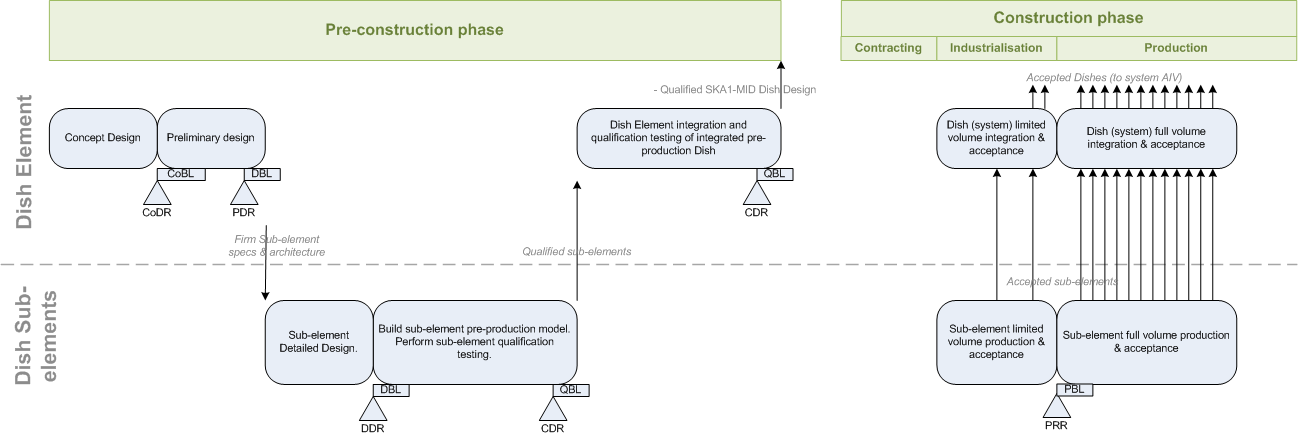 Pre-construction phase
Construction phase
Contracting
Industrialisation
Production
Accepted Dishes (to system AIV)
- Qualified SKA1-MID Dish Design
Dish Element
Concept Design
Preliminary design
Dish Element integration and
qualification testing of integrated pre-
production Dish
Dish (system) limited
volume integration &
acceptance
Dish (system) full volume
integration & acceptance
CoBL
DBL
QBL
CoDR
PDR
CDR
Firm Sub-element
specs & architecture
Qualified sub-elements
Accepted sub-elements
Dish Sub-
elements
Sub-element
Detailed Design.
Build sub-element pre-production model.
Perform sub-element qualification
testing.
Sub-element limited
volume production &
acceptance
Sub-element full volume production
& acceptance
DBL
QBL
PBL
DDR
CDR
PRR